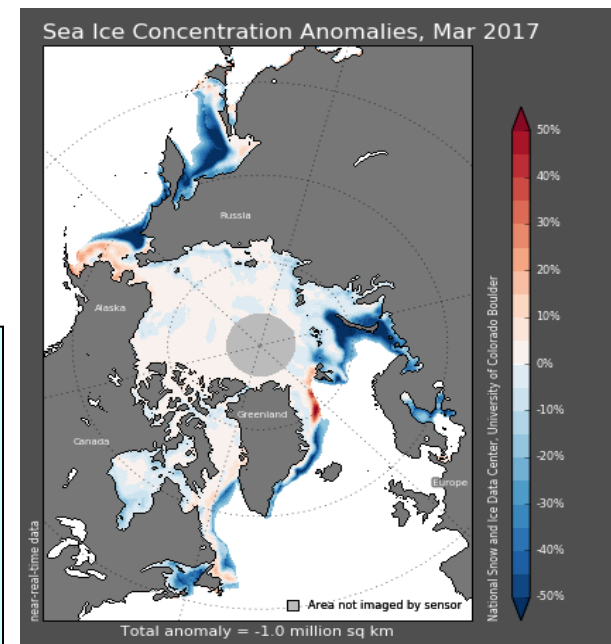 Sea Ice Concentration Anomalies, Mar 2017
Russia
Alaska
Greenland
Canada
Europe
near-real-time data
Area not imaged by sensor
Total anomaly = -1.0 million sq km
National Snow and Ice Data Center, University of Colorado Boulder
50%
40%
30%
20%
10%
0%
-10%
-20%
-30%
-40%
-50%